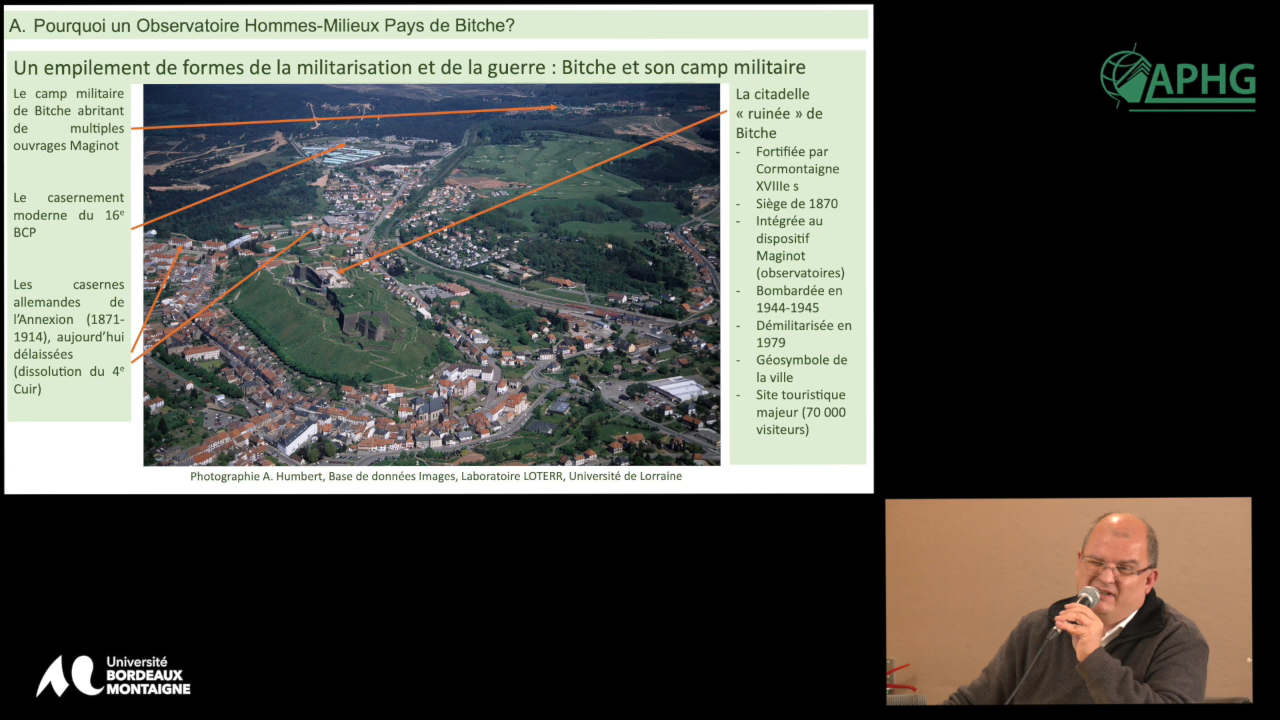 A. Pourquoi un Observatoire Hommes-Milieux Pays de Bitche?
Un empilement de formes de la militarisation et de la guerre : Bitche et son camp militaire
Le camp militaire
de Bitche abritant
de multiples
ouvrages Maginot
Le casernement
moderne du 16e
BCP
Les casernes
allemandes de
l'Annexion (1871-
1914), aujourd'hui
délaissées
(dissolution du 4e
Cuir)
La citadelle
« ruinée » de
Bitche
- Fortifiée par
Cormontaigne
XVIIIe s
- Siège de 1870
- Intégrée au
dispositif
Maginot
(observatoires)
- Bombardée en
1944-1945
- Démilitarisée en
1979
- Géosymbole de
la ville
- Site touristique
majeur (70 000
visiteurs)
Photographie A. Humbert, Base de données Images, Laboratoire LOTERR, Université de Lorraine
APHG
Université
BORDEAUX
MONTAIGNE